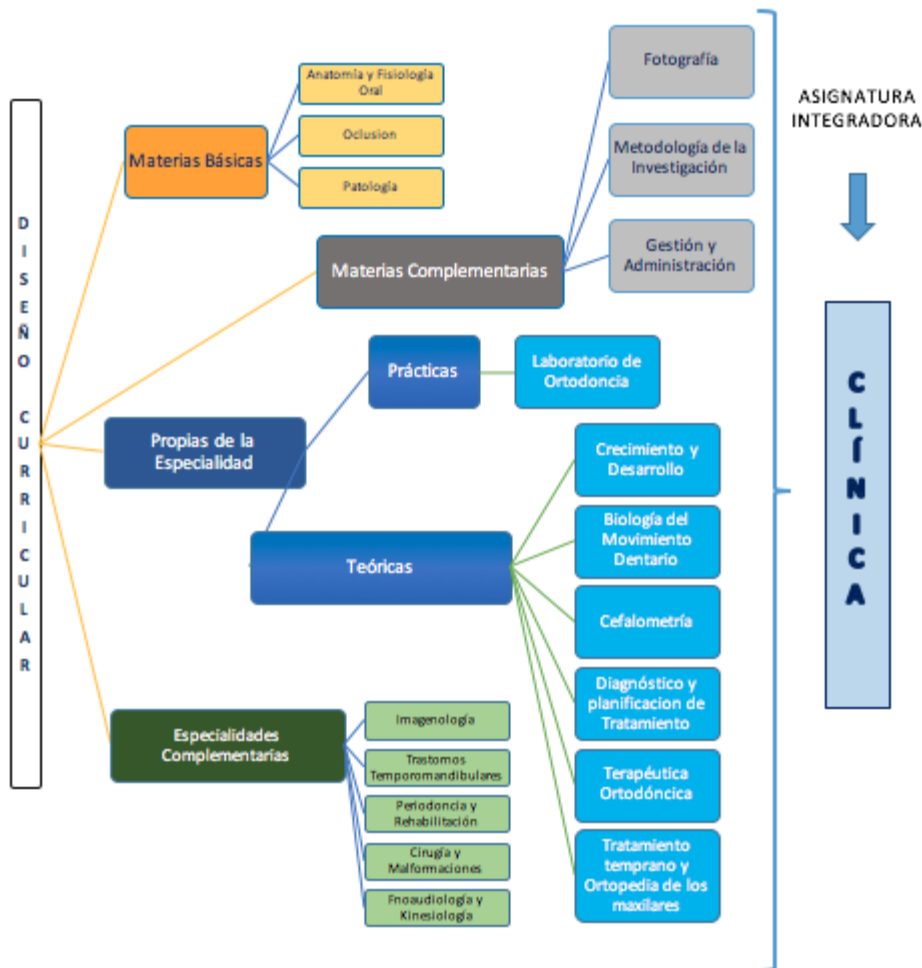 DISEÑO CURRICULAR
Materias Básicas
Anatomía y Fisiología
Oral
Oclusion
Patología
Materias Complementarias
Fotografía
Metodología de la
Investigación
Gestión y
Administración
Propias de la
Especialidad
Prácticas
Laboratorio de
Ortodoncia
Teóricas
Crecimiento y
Desarrollo
Biología del
Movimiento
Dentario
Cefalometría
Diagnóstico y
planificacion de
Tratamiento
Terapéutica
Ortodóncica
Tratamiento
temprano y
Ortopedia de los
maxilares
Especialidades
Complementarias
Imagenología
Trastornos
Temporomandibulares
Periodoncia y
Rehabilitación
Cirugía y
Malformaciones
Fnoaudiología y
Kinesiología
ASIGNATURA
INTEGRADORA
CLÍNICA